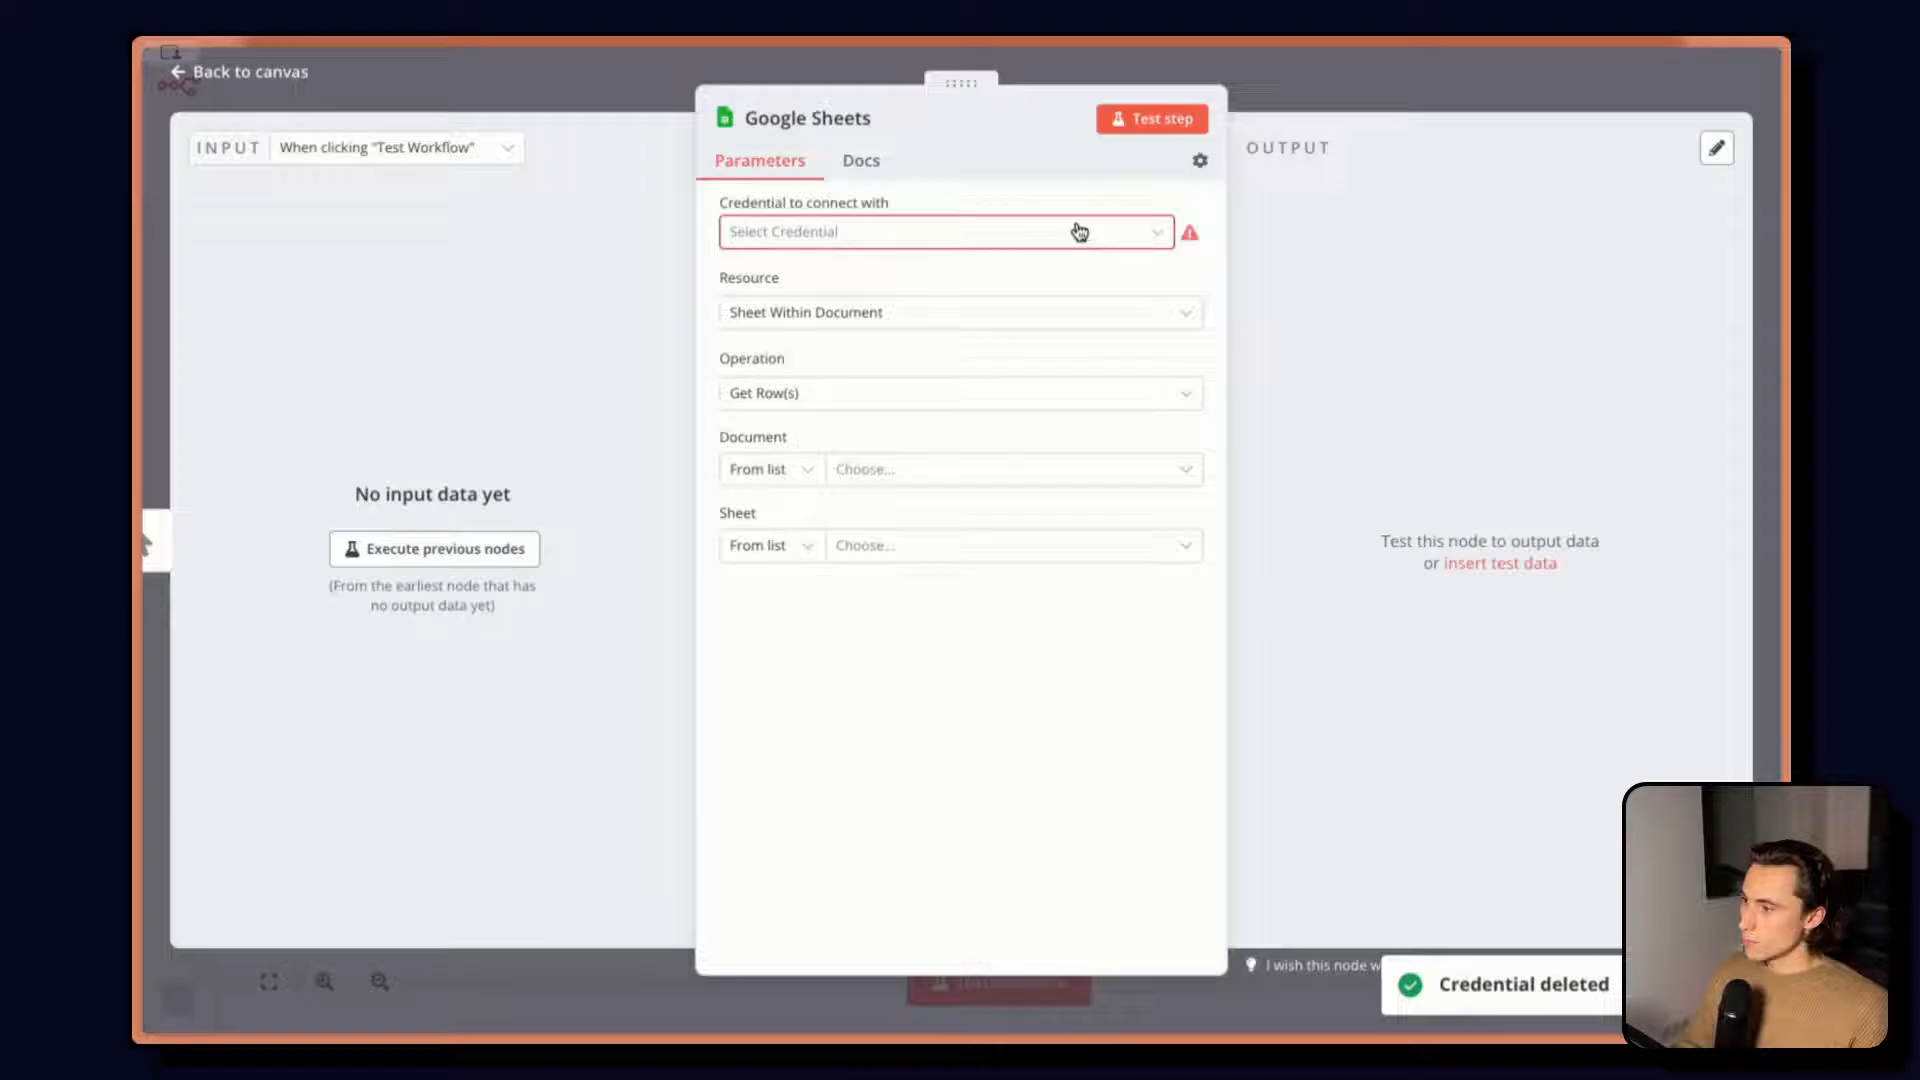 Back to canvas
INPUT
When clicking "Test Workflow"
Google Sheets
Test step
Parameters
Docs
Credential to connect with
Select Credential
Resource
Sheet Within Document
Operation
Get Row(s)
Document
From list
Choose...
Sheet
From list
Choose...
No input data yet
Execute previous nodes
(From the earliest node that has
no output data yet)
OUTPUT
Test this node to output data
or insert test data
I wish this node w
Credential deleted